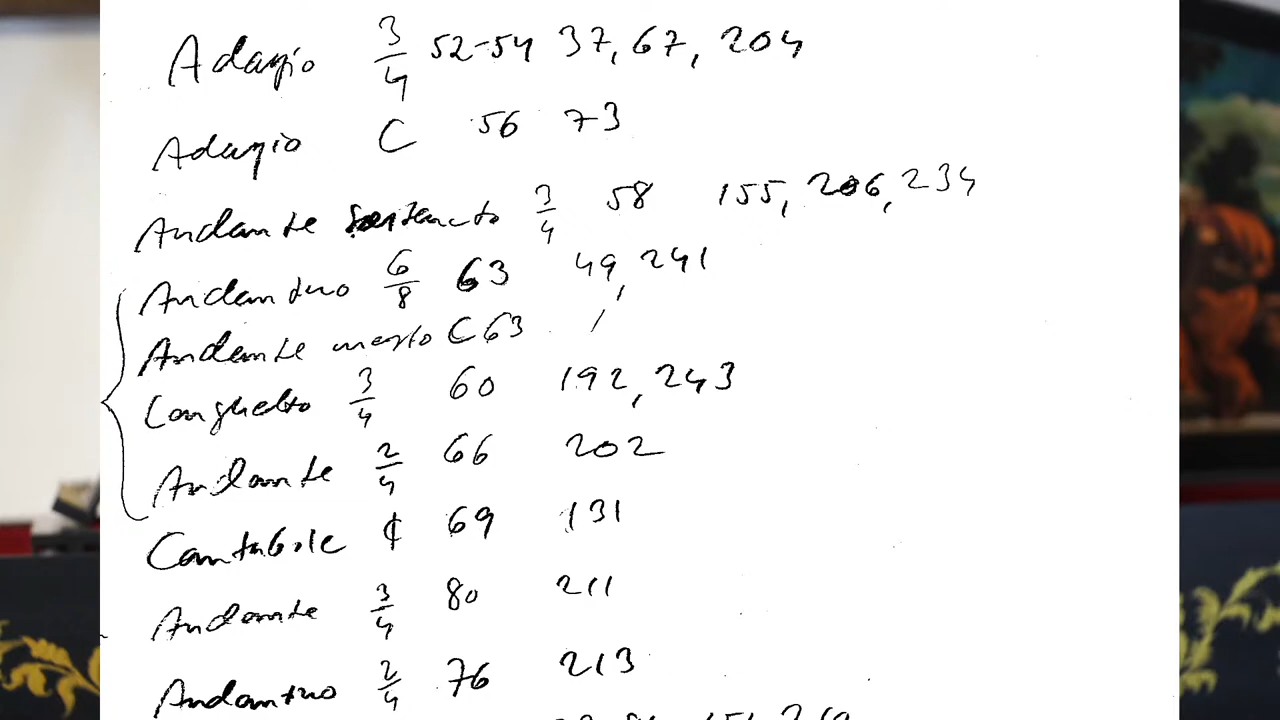 Adagio 3/4 52-54 37, 67, 204
Adagio C 56 73
Andante sostenuto 3/4 58 155, 206, 234
Andantino 6/8 63 49, 241
Andante mesto C 63
Larghetto 3/4 60 192, 243
Andante 2/4 66 202
Cantabile ¢ 69 131
Andante 3/4 80 211
Andantino 2/4 76 213